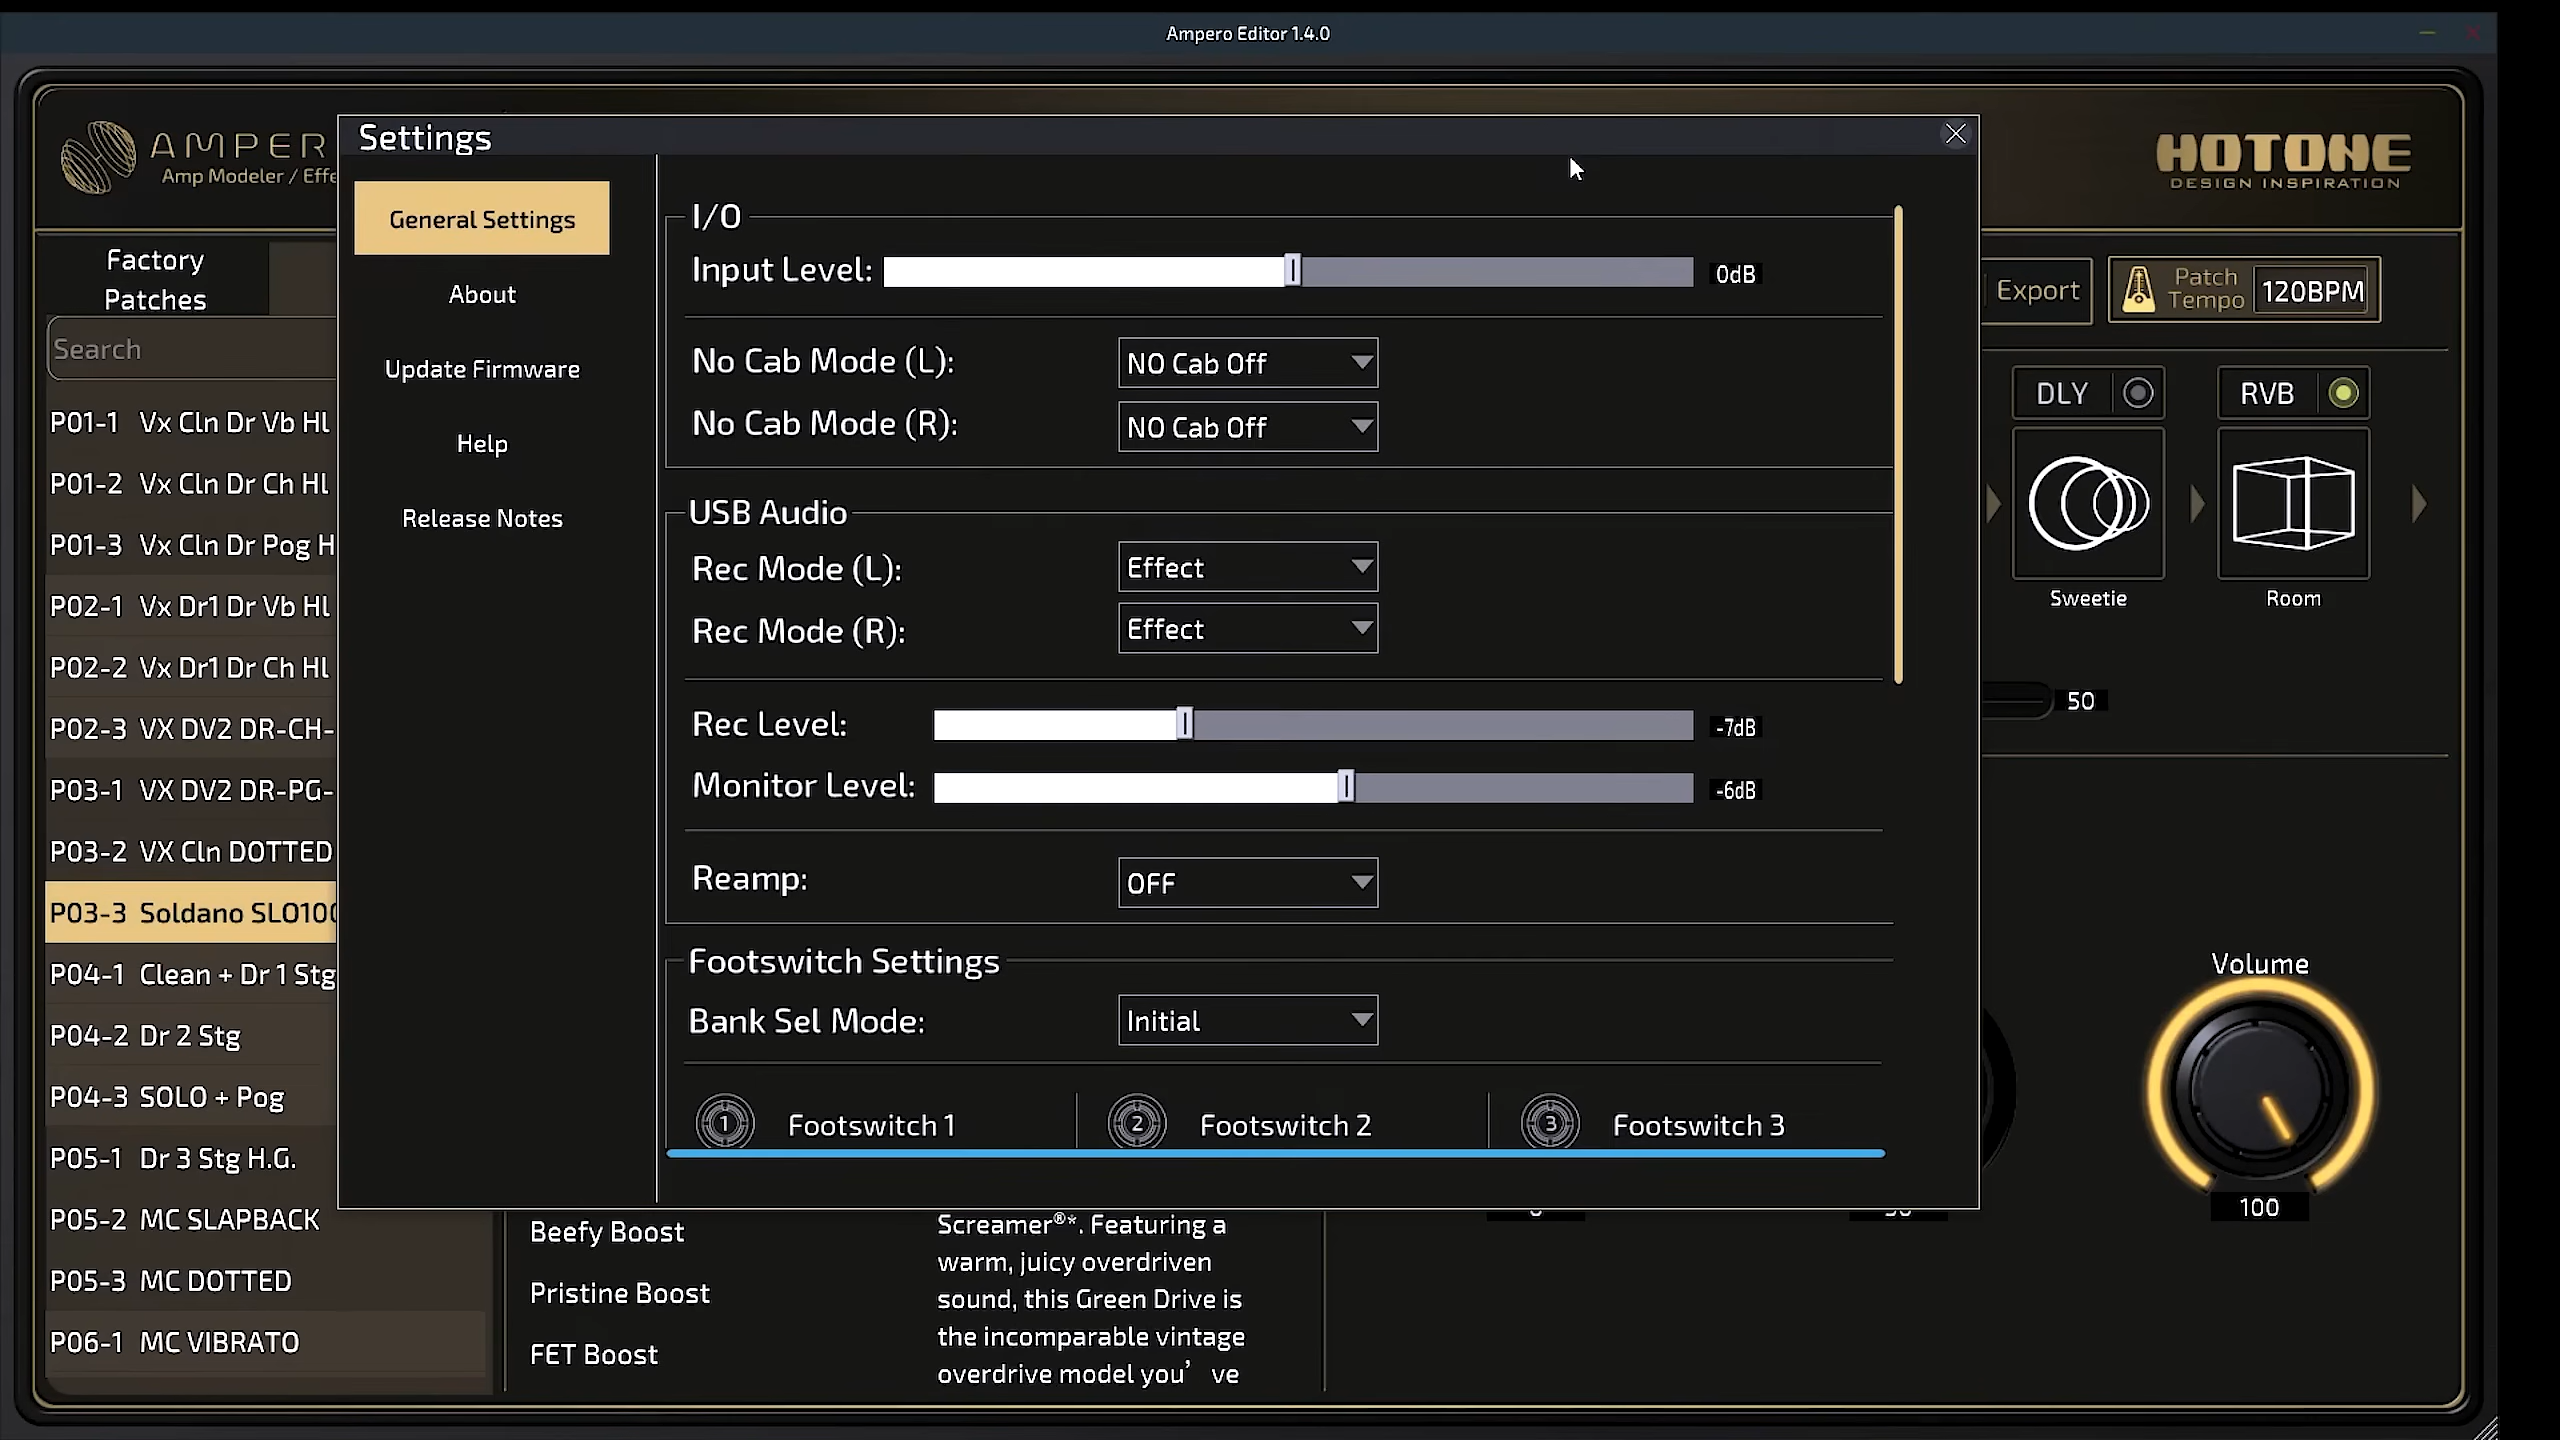 Ampero Editor 1.4.0
AMPER
Amp Modeler / Effe
HOTONE
DESIGN INSPIRATION
Settings
General Settings
About
Update Firmware
Help
Release Notes
Factory
Patches
Search
P01-1 Vx Cln Dr Vb Hl
P01-2 Vx Cln Dr Ch Hl
P01-3 Vx Cln Dr Pog H
P02-1 Vx Dr1 Dr Vb Hl
P02-2 Vx Dr1 Dr Ch Hl
P02-3 VX DV2 DR-CH-
P03-1 VX DV2 DR-PG-
P03-2 VX Cln DOTTED
P03-3 Soldano SLO100
P04-1 Clean + Dr 1 Stg
P04-2 Dr 2 Stg
P04-3 SOLO + Pog
P05-1 Dr 3 Stg H.G.
P05-2 MC SLAPBACK
P05-3 MC DOTTED
P06-1 MC VIBRATO
I/O
Input Level: 0dB
No Cab Mode (L): NO Cab Off
No Cab Mode (R): NO Cab Off
USB Audio
Rec Mode (L): Effect
Rec Mode (R): Effect
Rec Level: -7dB
Monitor Level: -6dB
Reamp: OFF
Footswitch Settings
Bank Sel Mode: Initial
1 Footswitch 1
2 Footswitch 2
3 Footswitch 3
Export
Patch
Tempo
120BPM
DLY
RVB
Sweetie
Room
50
Volume
100
Beefy Boost
Pristine Boost
FET Boost
Screamer®*. Featuring a
warm, juicy overdriven
sound, this Green Drive is
the incomparable vintage
overdrive model you’ve